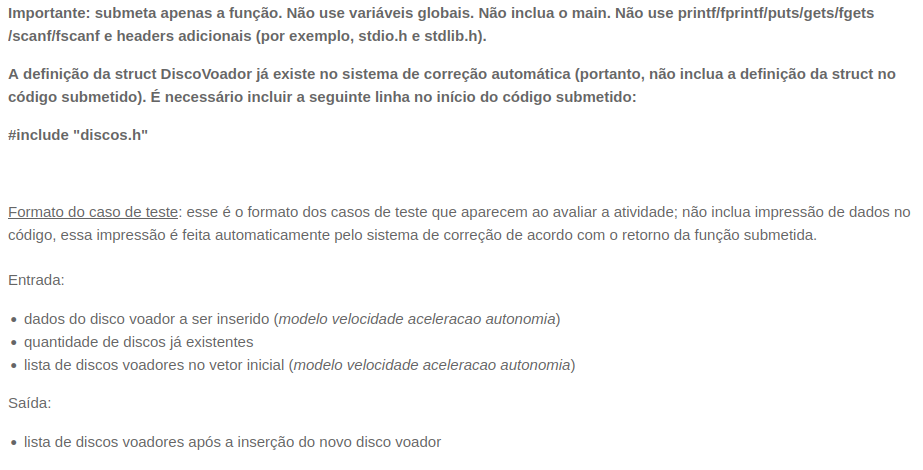 Importante: submeta apenas a função. Não use variáveis globais. Não inclua o main. Não use printf/fprintf/puts/gets/fgets
/scanf/fscanf e headers adicionais (por exemplo, stdio.h e stdlib.h).
A definição da struct DiscoVoador já existe no sistema de correção automática (portanto, não inclua a definição da struct no
código submetido). É necessário incluir a seguinte linha no início do código submetido:
#include "discos.h"
Formato do caso de teste: esse é o formato dos casos de teste que aparecem ao avaliar a atividade; não inclua impressão de dados no
código, essa impressão é feita automaticamente pelo sistema de correção de acordo com o retorno da função submetida.
Entrada:
• dados do disco voador a ser inserido (modelo velocidade aceleracao autonomia)
• quantidade de discos já existentes
• lista de discos voadores no vetor inicial (modelo velocidade aceleracao autonomia)
Saída:
• lista de discos voadores após a inserção do novo disco voador